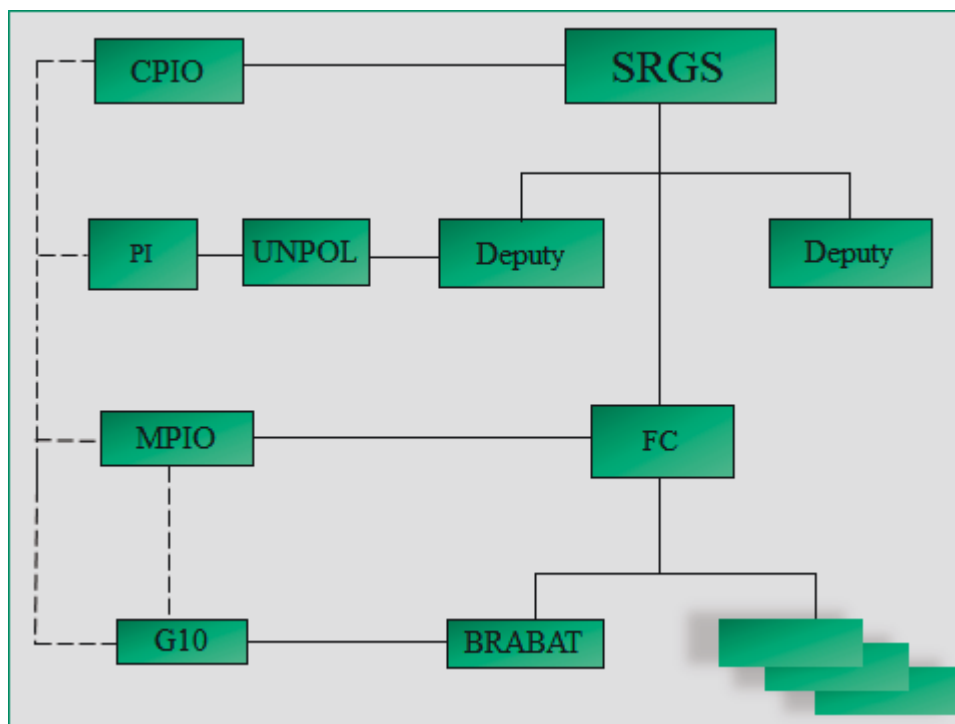 CPIO
SRGS
PI
UNPOL
Deputy
Deputy
MPIO
FC
G10
BRABAT